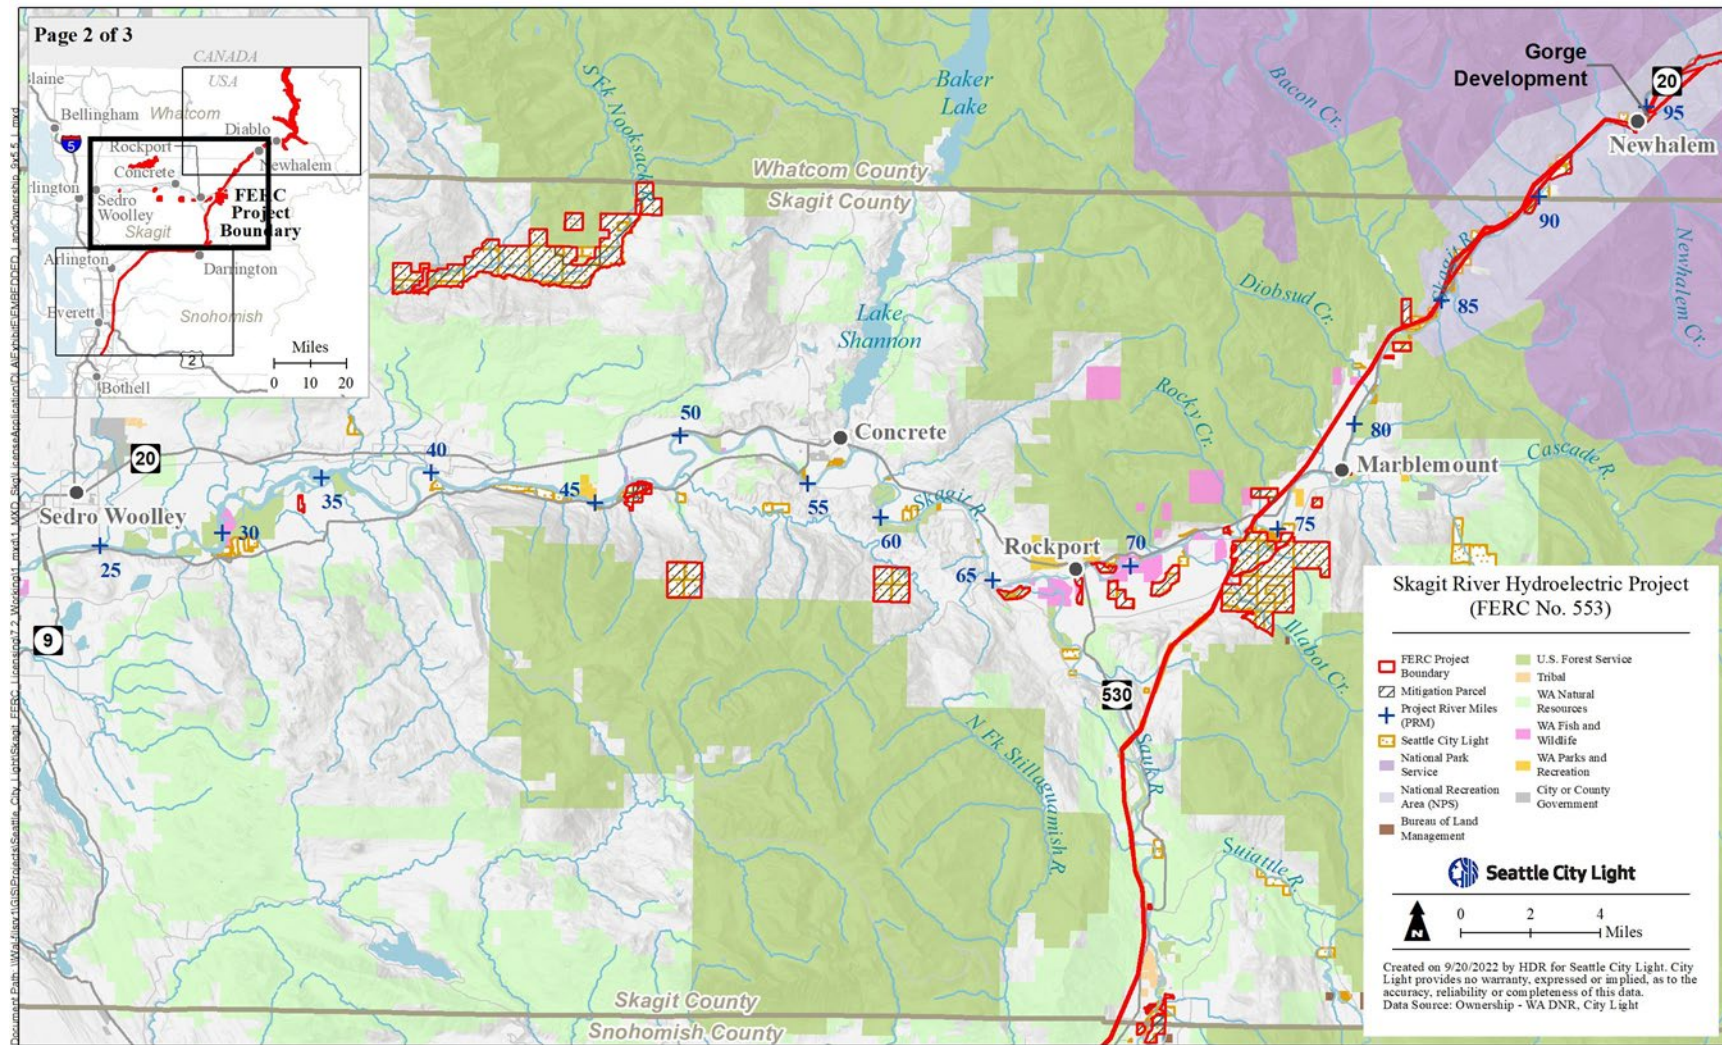 Page 2 of 3
CANADA
USA
Blaine
Bellingham
Whatcom
Diablo
Rockport
Concrete
Newhalem
5
Sedro
Woolley
Skagit
FERC
Project
Boundary
Arlington
Darrington
Everett
Snohomish
2
Bothell
Miles
0 10 20
S Fk Nooksack R.
Baker
Lake
Bacon Cr.
Gorge
Development
20
95
Newhalem
Whatcom County
Skagit County
90
Skagit R.
Newhalem Cr.
Diobsud Cr.
85
Lake
Shannon
Rocky Cr.
50
Concrete
80
20
40
Marblemount
Cascade R.
35
45
55
Skagit R.
Sedro Woolley
30
60
75
Rockport
70
25
65
9
Illabot Cr.
530
N Fk Stillaguamish R
Sauk R
Suiattle R.
Skagit County
Snohomish County
Skagit River Hydroelectric Project
(FERC No. 553)
FERC Project
Boundary
Mitigation Parcel
Project River Miles
(PRM)
Seattle City Light
National Park
Service
National Recreation
Area (NPS)
Bureau of Land
Management
U.S. Forest Service
Tribal
WA Natural
Resources
WA Fish and
Wildlife
WA Parks and
Recreation
City or County
Government
Seattle City Light
N
0 2 4
Miles
Created on 9/20/2022 by HDR for Seattle City Light. City
Light provides no warranty, expressed or implied, as to the
accuracy, reliability or completeness of this data.
Data Source: Ownership - WA DNR, City Light